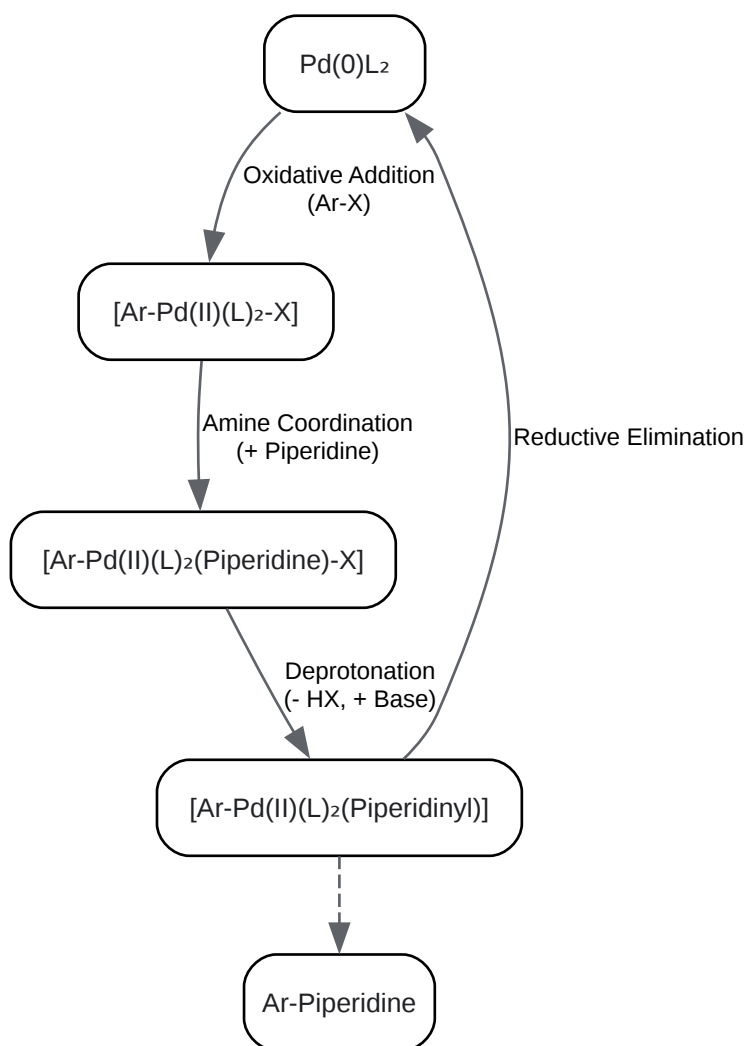 Pd(0)L₂
Oxidative Addition
(Ar-X)
[Ar-Pd(II)(L)₂-X]
Amine Coordination
(+ Piperidine)
Reductive Elimination
[Ar-Pd(II)(L)₂(Piperidine)-X]
Deprotonation
(- HX, + Base)
[Ar-Pd(II)(L)₂(Piperidinyl)]
Ar-Piperidine